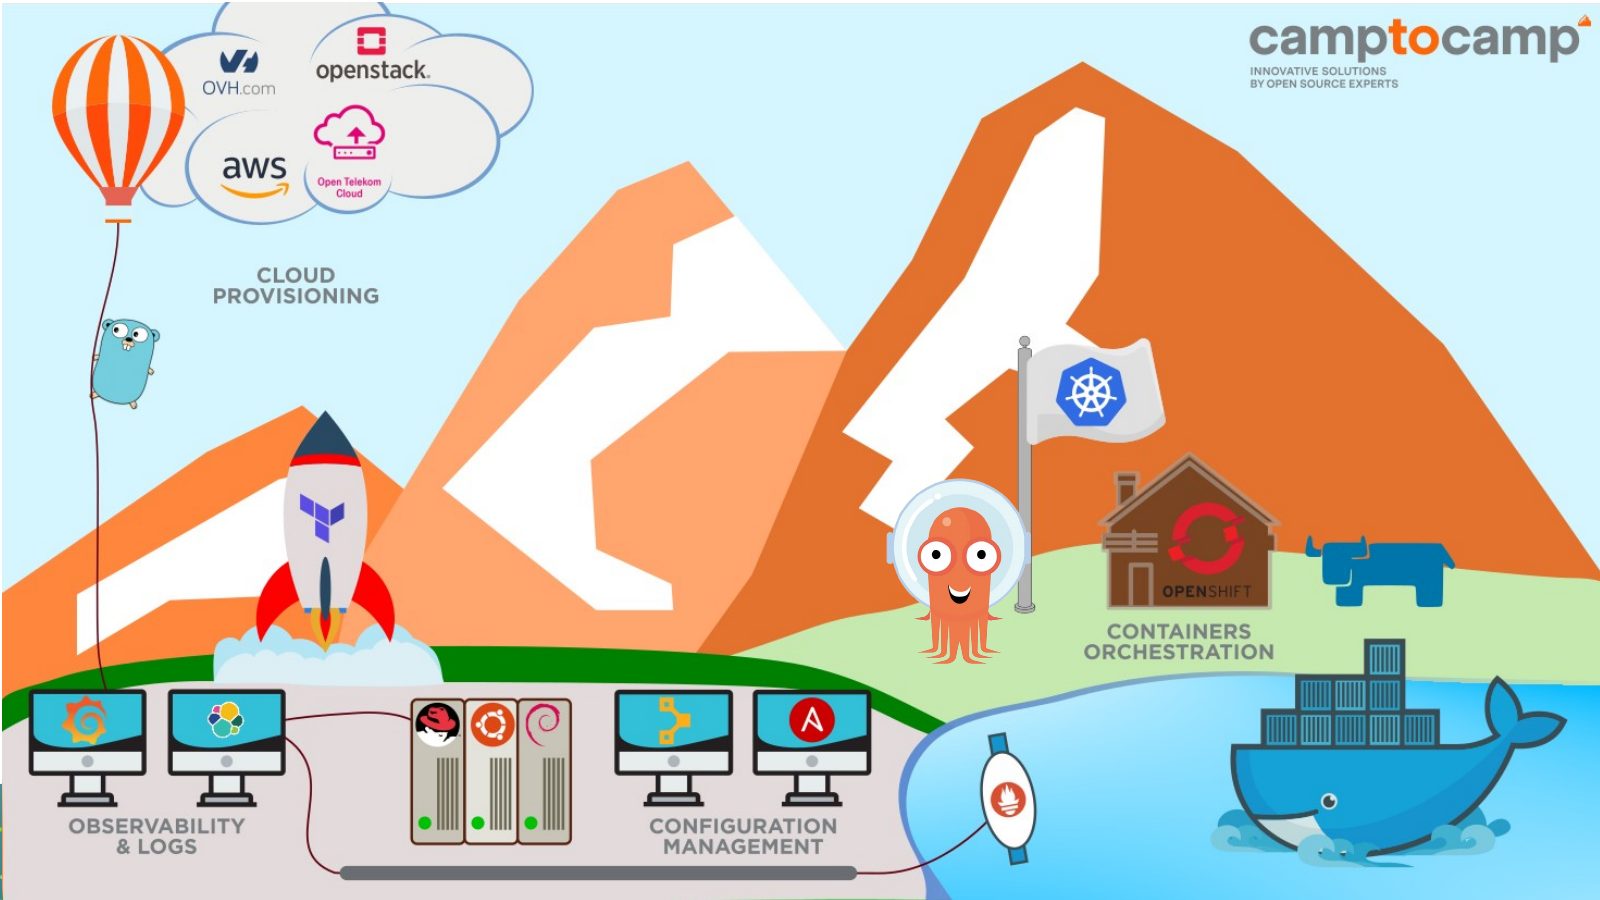 camptocamp
INNOVATIVE SOLUTIONS
BY OPEN SOURCE EXPERTS
OVH.com
openstack.
aws
Open Telekom
Cloud
CLOUD
PROVISIONING
OPENSHIFT
CONTAINERS
ORCHESTRATION
OBSERVABILITY
& LOGS
CONFIGURATION
MANAGEMENT